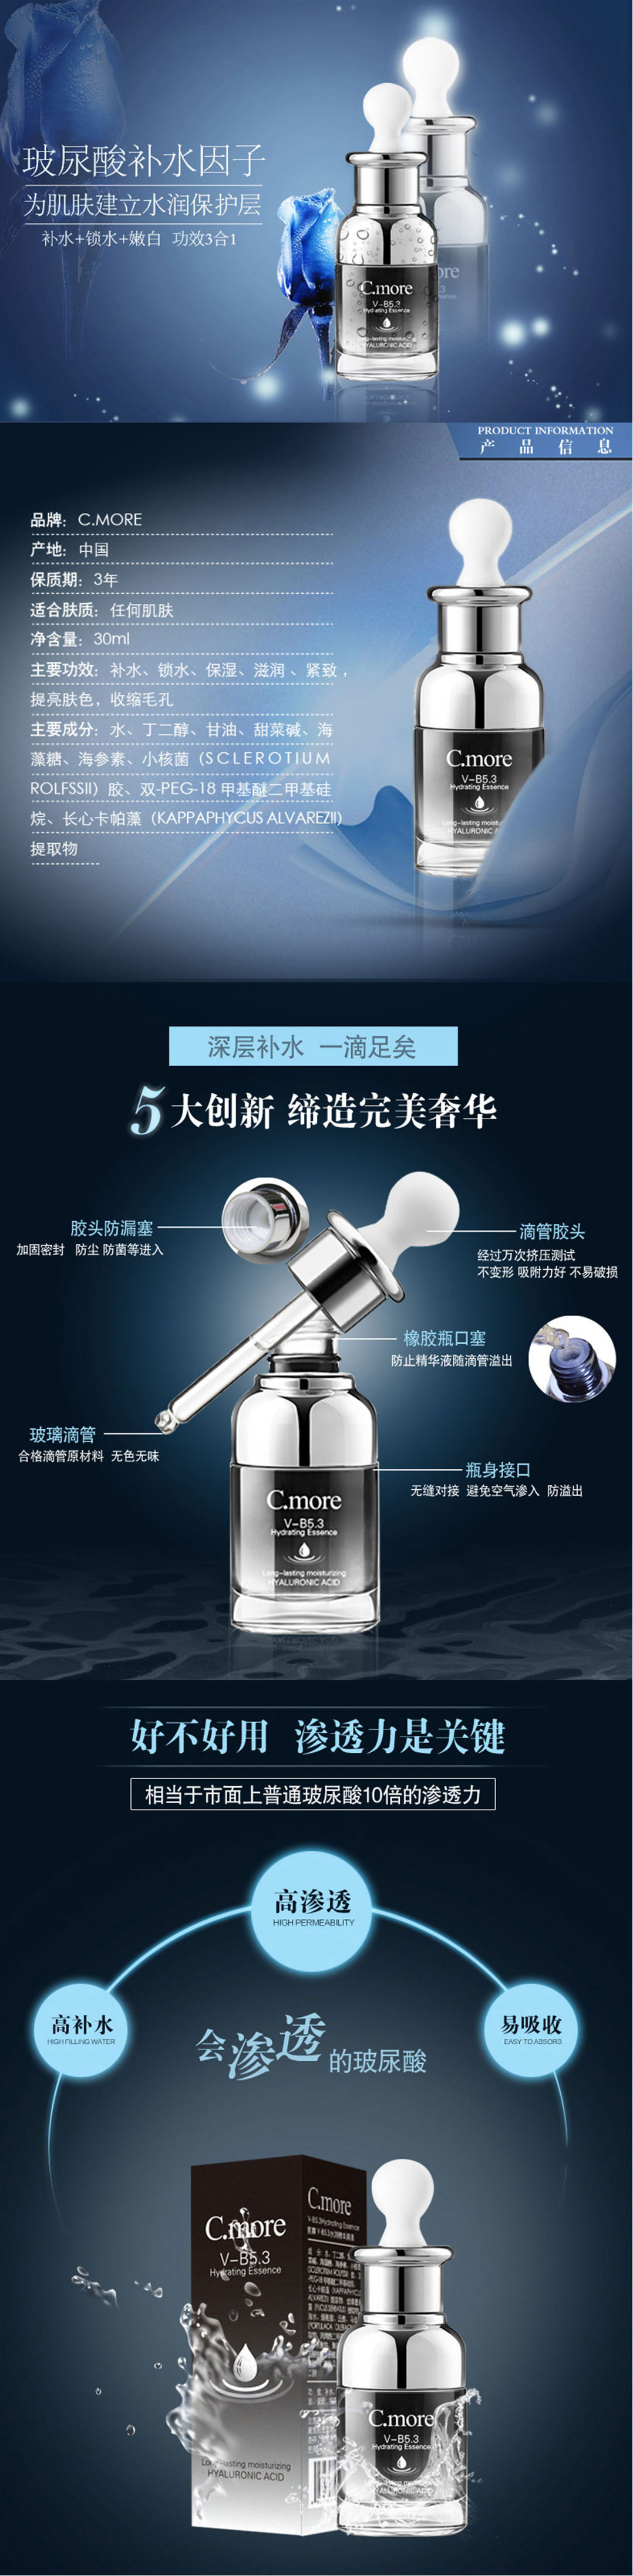 玻尿酸补水因子
为肌肤建立水润保护层
补水+锁水+嫩白 功效3合1
C.more
V-B5.3
Hydrating Essence
PRODUCT INFORMATION
产品信息
品牌：C.MORE
产地：中国
保质期：3年
适合肤质：任何肌肤
净含量：30ml
主要功效：补水、锁水、保湿、滋润、紧致，
提亮肤色，收缩毛孔
主要成分：水、丁二醇、甘油、甜菜碱、海
藻糖、海参素、小核菌（SCLEROTIUM
ROLFSSII）胶、双-PEG-18 甲基醚二甲基硅
烷、长心卡帕藻（KAPPAPHYCUS ALVAREZII）
提取物
C.more
V-B5.3
Hydrating Essence
深层补水 一滴足矣
5大创新 缔造完美奢华
胶头防漏塞
加固密封 防尘 防菌等进入
滴管胶头
经过万次挤压测试
不变形 吸附力好 不易破损
橡胶瓶口塞
防止精华液随滴管溢出
玻璃滴管
合格滴管原材料 无色无味
瓶身接口
无缝对接 避免空气渗入 防溢出
C.more
V-B5.3
Hydrating Essence
Long-lasting moisturizing
HYALURONIC ACID
好不好用 渗透力是关键
相当于市面上普通玻尿酸10倍的渗透力
高渗透
HIGH PERMEABILITY
高补水
HIGH FILLING WATER
易吸收
EASY TO ABSORB
会渗透的玻尿酸
C.more
V-B5.3
Hydrating Essence
Long-lasting moisturizing
HYALURONIC ACID
C.more
C.more
V-B5.3
Hydrating Essence